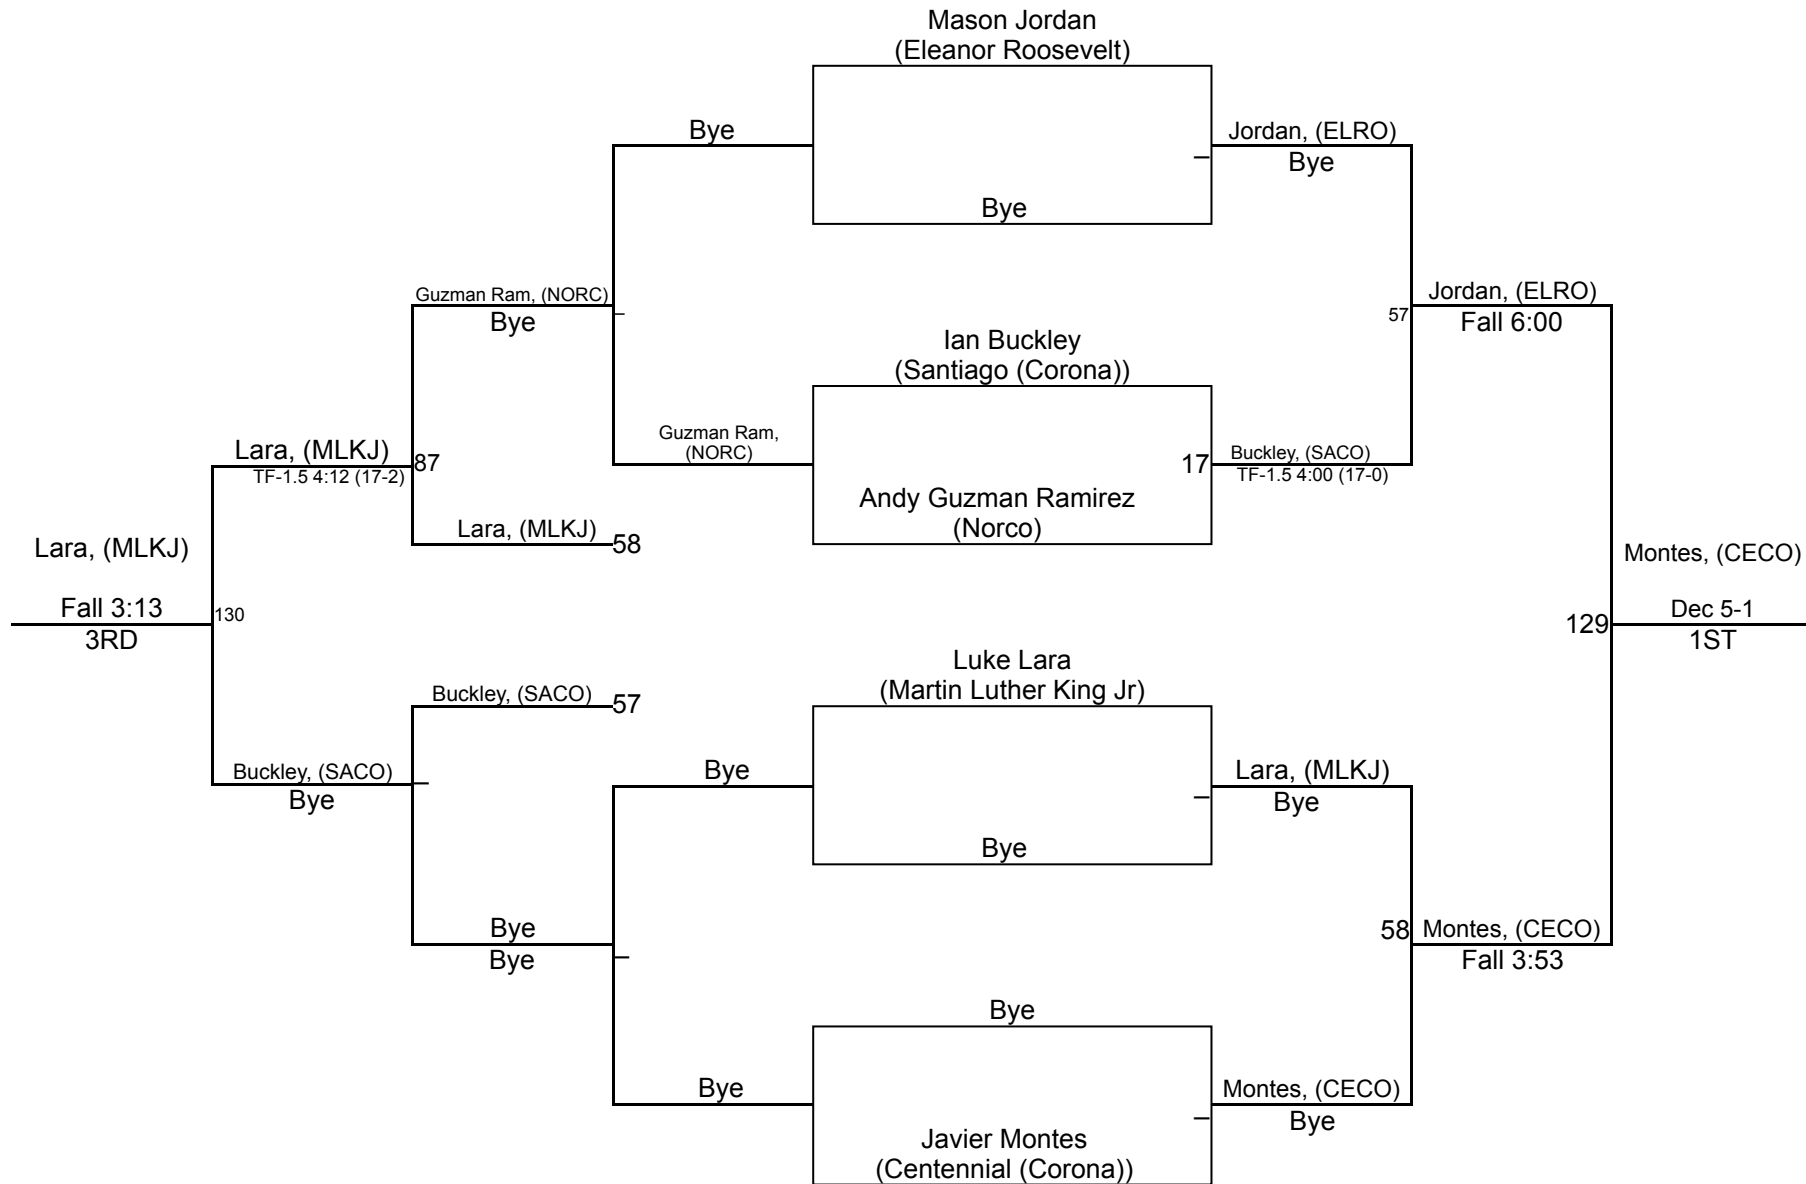 Mason Jordan
(Eleanor Roosevelt)
Bye
Jordan, (ELRO)
Bye
Bye
Guzman Ram, (NORC)
Bye
Jordan, (ELRO)
57
Fall 6:00
Ian Buckley
(Santiago (Corona))
Guzman Ram,
(NORC)
17
Buckley, (SACO)
TF-1.5 4:00 (17-0)
Andy Guzman Ramirez
(Norco)
Lara, (MLKJ)
87
TF-1.5 4:12 (17-2)
Lara, (MLKJ)
58
Lara, (MLKJ)
Fall 3:13
130
3RD
Montes, (CECO)
129
Dec 5-1
1ST
Luke Lara
(Martin Luther King Jr)
Buckley, (SACO)
57
Buckley, (SACO)
Bye
Bye
Lara, (MLKJ)
Bye
Bye
Bye
Bye
58
Montes, (CECO)
Fall 3:53
Bye
Bye
Montes, (CECO)
Bye
Javier Montes
(Centennial (Corona))